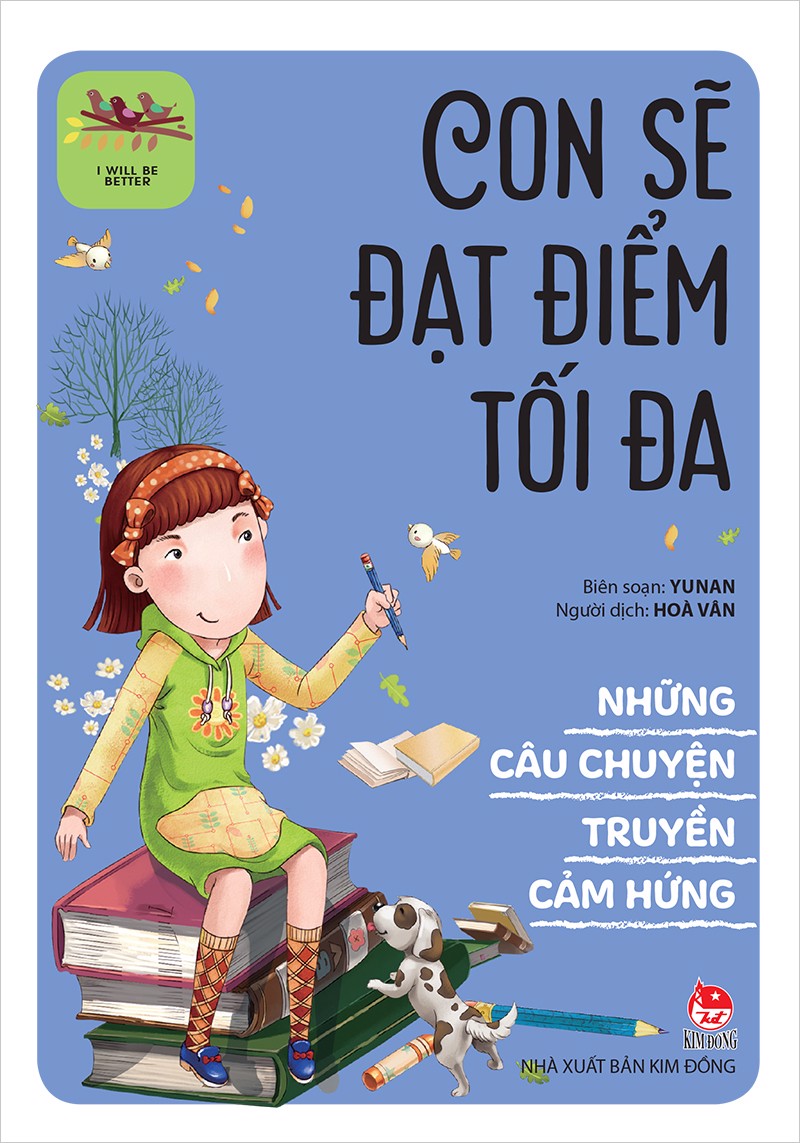 I WILL BE
BETTER
CON SẼ
ĐẠT ĐIỂM
TỐI ĐA
Biên soạn: YUNAN
Người dịch: HOÀ VÂN
NHỮNG
CÂU CHUYỆN
TRUYỀN
CẢM HỨNG
KIM ĐỒNG
NHÀ XUẤT BẢN KIM ĐỒNG